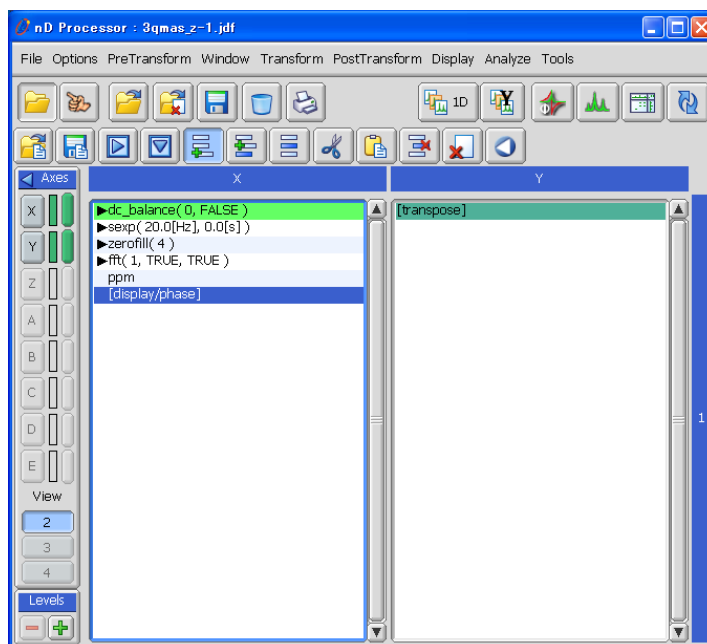 nD Processor : 3qmas_z-1.jdf
File Options PreTransform Window Transform PostTransform Display Analyze Tools
1D
Y
Axes
X
Y
X
Y
Z
A
B
C
D
E
▶dc_balance( 0, FALSE )
▶sexp( 20.0[Hz], 0.0[s] )
▶zerofill( 4 )
▶fft( 1, TRUE, TRUE )
ppm
[display/phase]
[transpose]
1
View
2
3
4
Levels